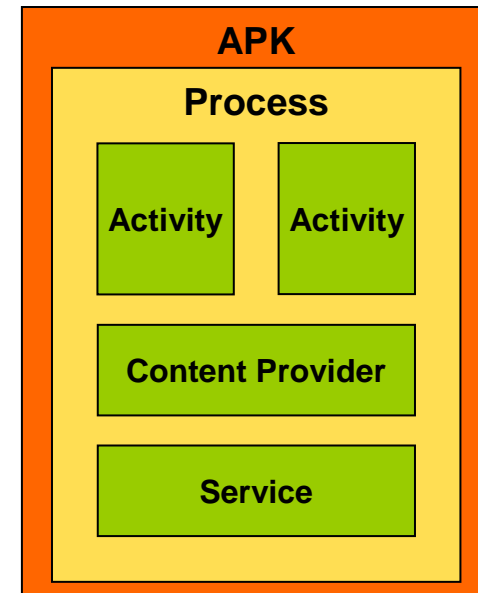 APK
Process
Activity Activity
Content Provider
Service